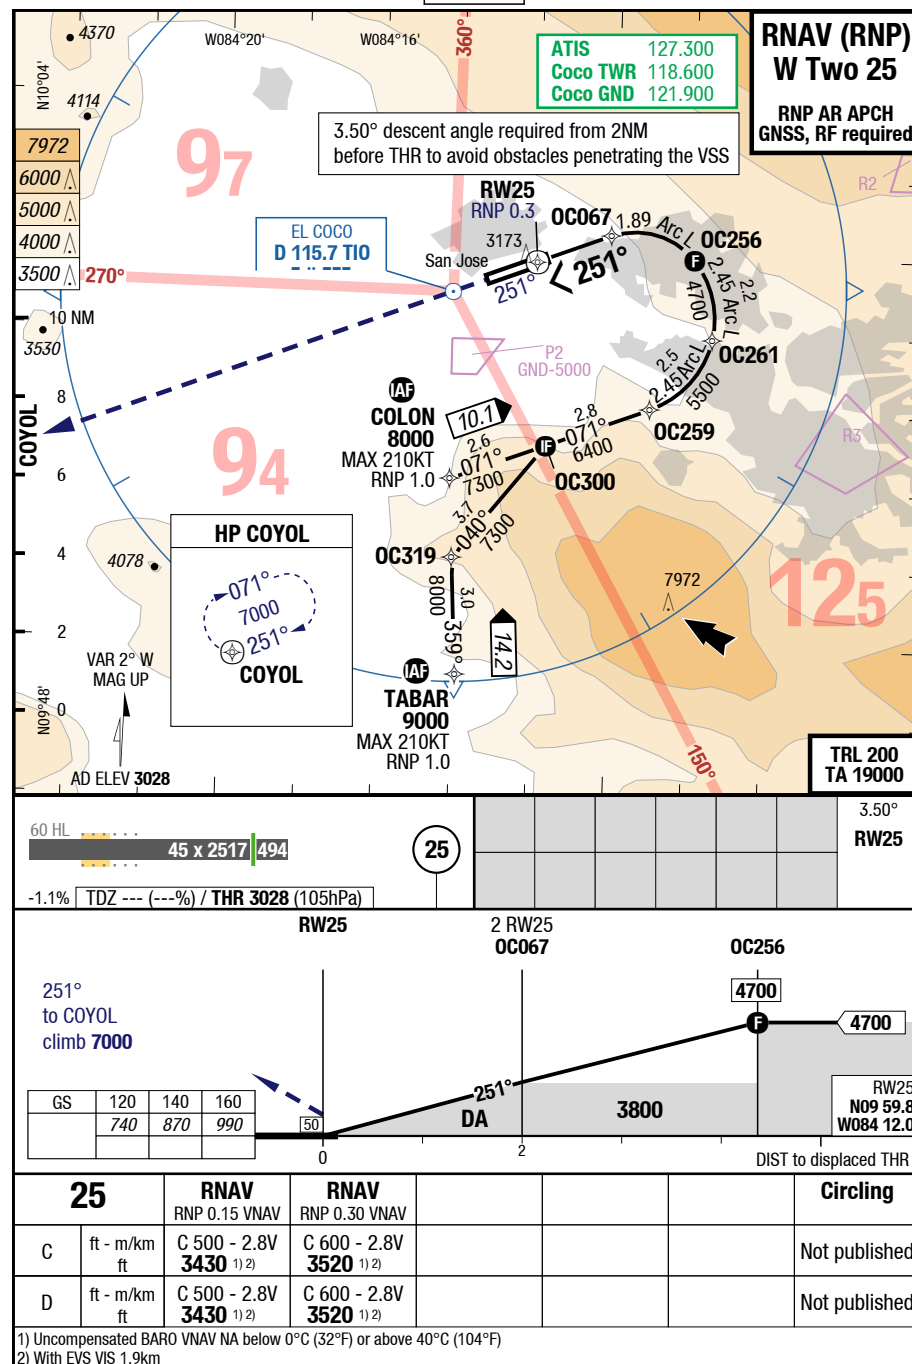 4370
W084°20'
W084°16'
360°
ATIS 127.300
Coco TWR 118.600
Coco GND 121.900
RNAV (RNP)
W Two 25
RNP AR APCH
GNSS, RF required
N10°04'
4114
3.50° descent angle required from 2NM
before THR to avoid obstacles penetrating the VSS
7972
6000
5000
4000
3500
97
R2
RW25
RNP 0.3
OC067
1.89 Arc L
OC256
F
EL COCO
D 115.7 TIO
3173
San Jose
< 251°
251°
2.45 Arc L
2.2
4700
270°
10 NM
3530
P2
GND-5000
OC261
2.5
2.45 Arc L
5500
8
IAF
COLON
8000
MAX 210KT
RNP 1.0
10.1
2.8
071°
6400
OC259
R3
COYOL
94
2.6
071°
7300
IF
OC300
6
HP COYOL
3.7
040°
7300
OC319
4
4078
071°
7000
251°
COYOL
3.0
8000
359°
7972
125
2
14.2
VAR 2° W
MAG UP
IAF
TABAR
9000
MAX 210KT
RNP 1.0
N09°48'
0
150°
AD ELEV 3028
TRL 200
TA 19000
60 HL
45 x 2517 494
25
3.50°
RW25
-1.1% TDZ --- (---%) / THR 3028 (105hPa)
RW25
2 RW25
OC067
OC256
251°
to COYOL
climb 7000
4700
F
4700
251°
GS 120 140 160
740 870 990
50
DA
3800
RW25
N09 59.8
W084 12.0
0
2
DIST to displaced THR
25
RNAV
RNP 0.15 VNAV
RNAV
RNP 0.30 VNAV
Circling
C
ft - m/km
ft
C 500 - 2.8V
3430 1) 2)
C 600 - 2.8V
3520 1) 2)
Not published
D
ft - m/km
ft
C 500 - 2.8V
3430 1) 2)
C 600 - 2.8V
3520 1) 2)
Not published
1) Uncompensated BARO VNAV NA below 0°C (32°F) or above 40°C (104°F)
2) With EVS VIS 1.9km